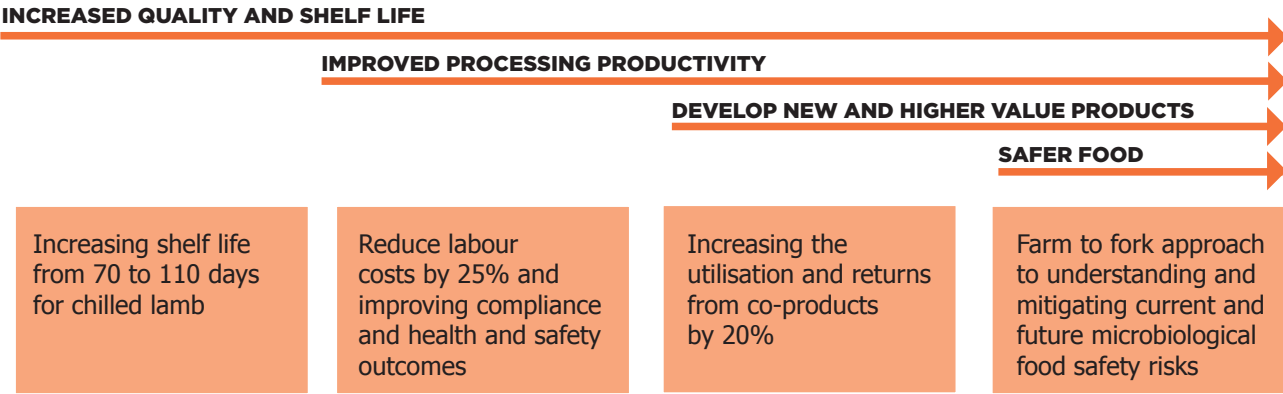 INCREASED QUALITY AND SHELF LIFE
IMPROVED PROCESSING PRODUCTIVITY
DEVELOP NEW AND HIGHER VALUE PRODUCTS
SAFER FOOD
Increasing shelf life
from 70 to 110 days
for chilled lamb
Reduce labour
costs by 25% and
improving compliance
and health and safety
outcomes
Increasing the
utilisation and returns
from co-products
by 20%
Farm to fork approach
to understanding and
mitigating current and
future microbiological
food safety risks